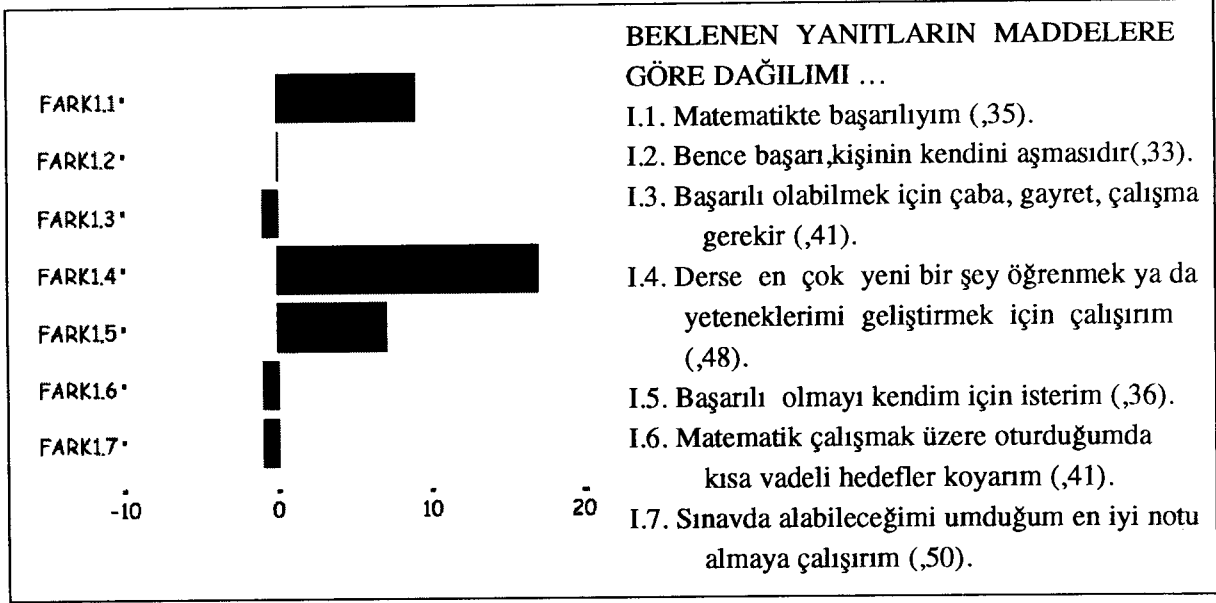 FARK1.1
FARK1.2
FARK1.3
FARK1.4
FARK1.5
FARK1.6
FARK1.7
-10 0 10 20
BEKLENEN YANITLARIN MADDELERE
GÖRE DAĞILIMI ...
I.1. Matematikte başarılıyım (,35).
I.2. Bence başarı,kişinin kendini aşmasıdır(,33).
I.3. Başarılı olabilmek için çaba, gayret, çalışma
gerekir (,41).
I.4. Derse en çok yeni bir şey öğrenmek ya da
yeteneklerimi geliştirmek için çalışırım
(,48).
I.5. Başarılı olmayı kendim için isterim (,36).
I.6. Matematik çalışmak üzere oturduğumda
kısa vadeli hedefler koyarım (,41).
I.7. Sınavda alabileceğimi umduğum en iyi notu
almaya çalışırım (,50).